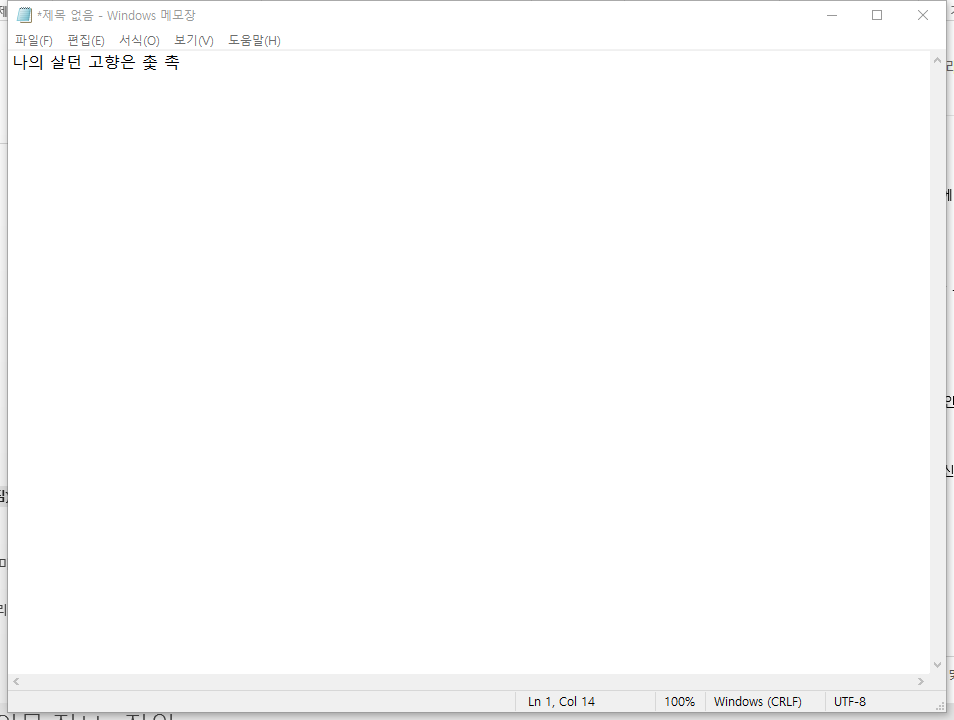 *제목 없음 - Windows 메모장
파일(F) 편집(E) 서식(O) 보기(V) 도움말(H)
나의 살던 고향은 촟 촉
Ln 1, Col 14 100% Windows (CRLF) UTF-8